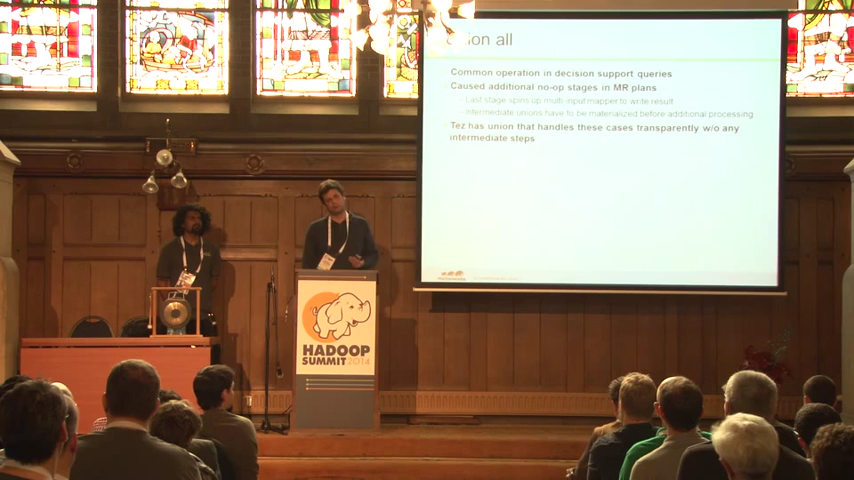 ion all
Common operation in decision support queries
Caused additional no-op stages in MR plans
- Last stage spins up multi-input mapper to write result
- Intermediate unions have to be materialized before additional processing
Tez has union that handles these cases transparently w/o any
intermediate steps
HADOOP
SUMMIT 2014